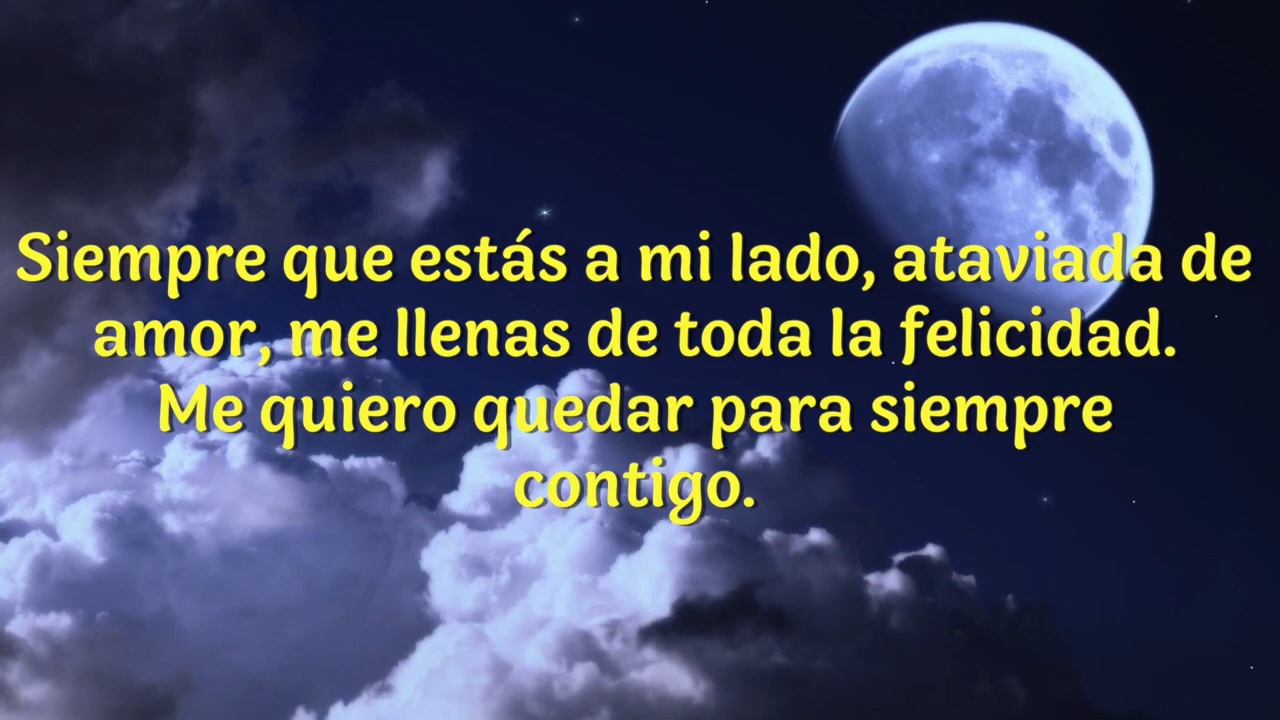 Siempre que estás a mi lado, ataviada de
amor, me llenas de toda la felicidad.
Me quiero quedar para siempre
contigo.